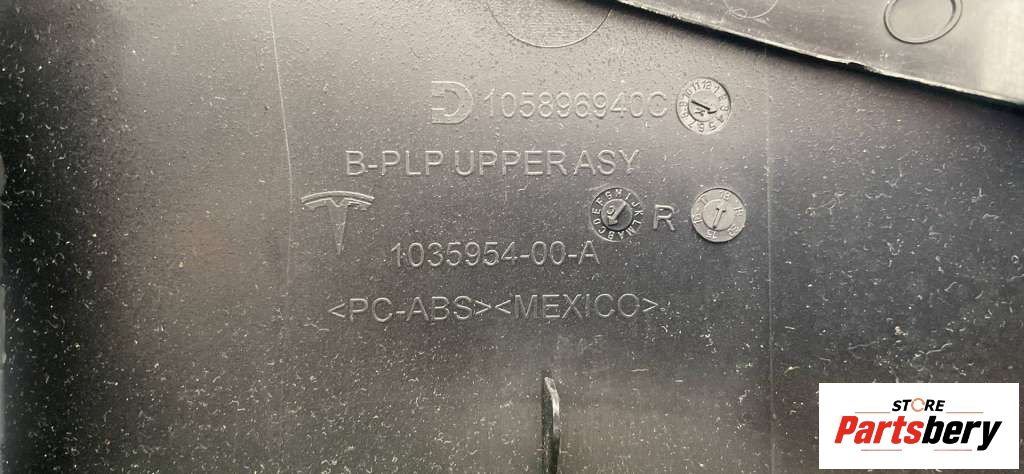 105896940C
B-PLP UPPER ASY
R
1035954-00-A
<PC-ABS><MEXICO>
STORE
Partsbery